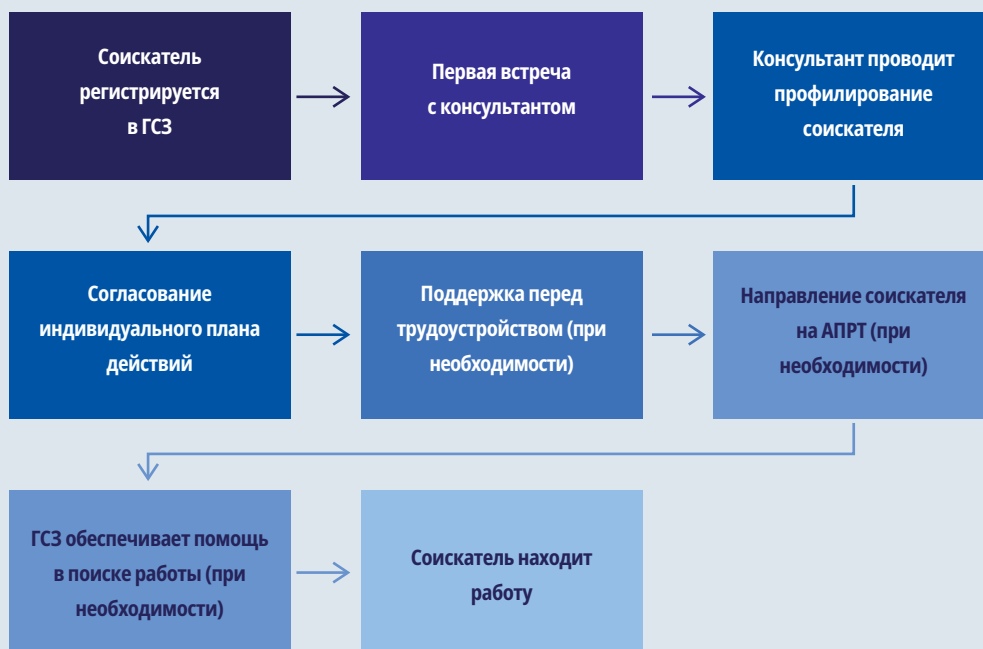 Соискатель
регистрируется
в ГСЗ
Первая встреча
с консультантом
Консультант проводит
профилирование
соискателя
Согласование
индивидуального плана
действий
Поддержка перед
трудоустройством (при
необходимости)
Направление соискателя
на АПРТ (при
необходимости)
ГСЗ обеспечивает помощь
в поиске работы (при
необходимости)
Соискатель находит
работу